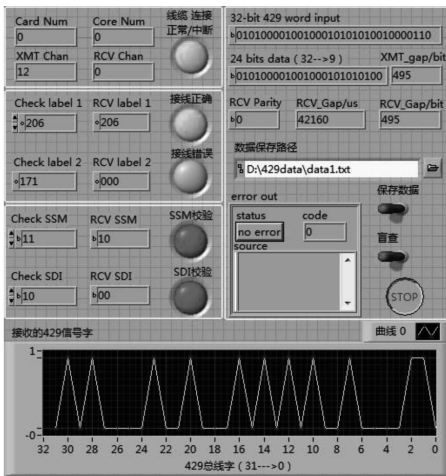 Card Num
0
Core Num
0
线缆 连接
正常/中断
XMT Chan
12
RCV Chan
0
Check label 1
206
RCV label 1
206
接线正确
Check label 2
171
RCV label 2
000
接线错误
Check SSM
b 11
RCV SSM
b 10
SSM校验
Check SDI
b 10
RCV SDI
b 00
SDI校验
32-bit 429 word input
b 01010000100100010101010010000110
24 bits data ( 32-->9 )
b 010100001001000101010100
XMT_gap/bit
495
RCV Parity
b 0
RCV_Gap/us
42160
RCV_Gap/bit
495
数据保存路径
D:\429data\data1.txt
error out
status
no error
code
0
source
保存数据
盲查
STOP
接收的429信号字
曲线 0
1-
-0-
32 30 28 26 24 22 20 18 16 14 12 10 8 6 4 2 0
429总线字 ( 31--->0 )